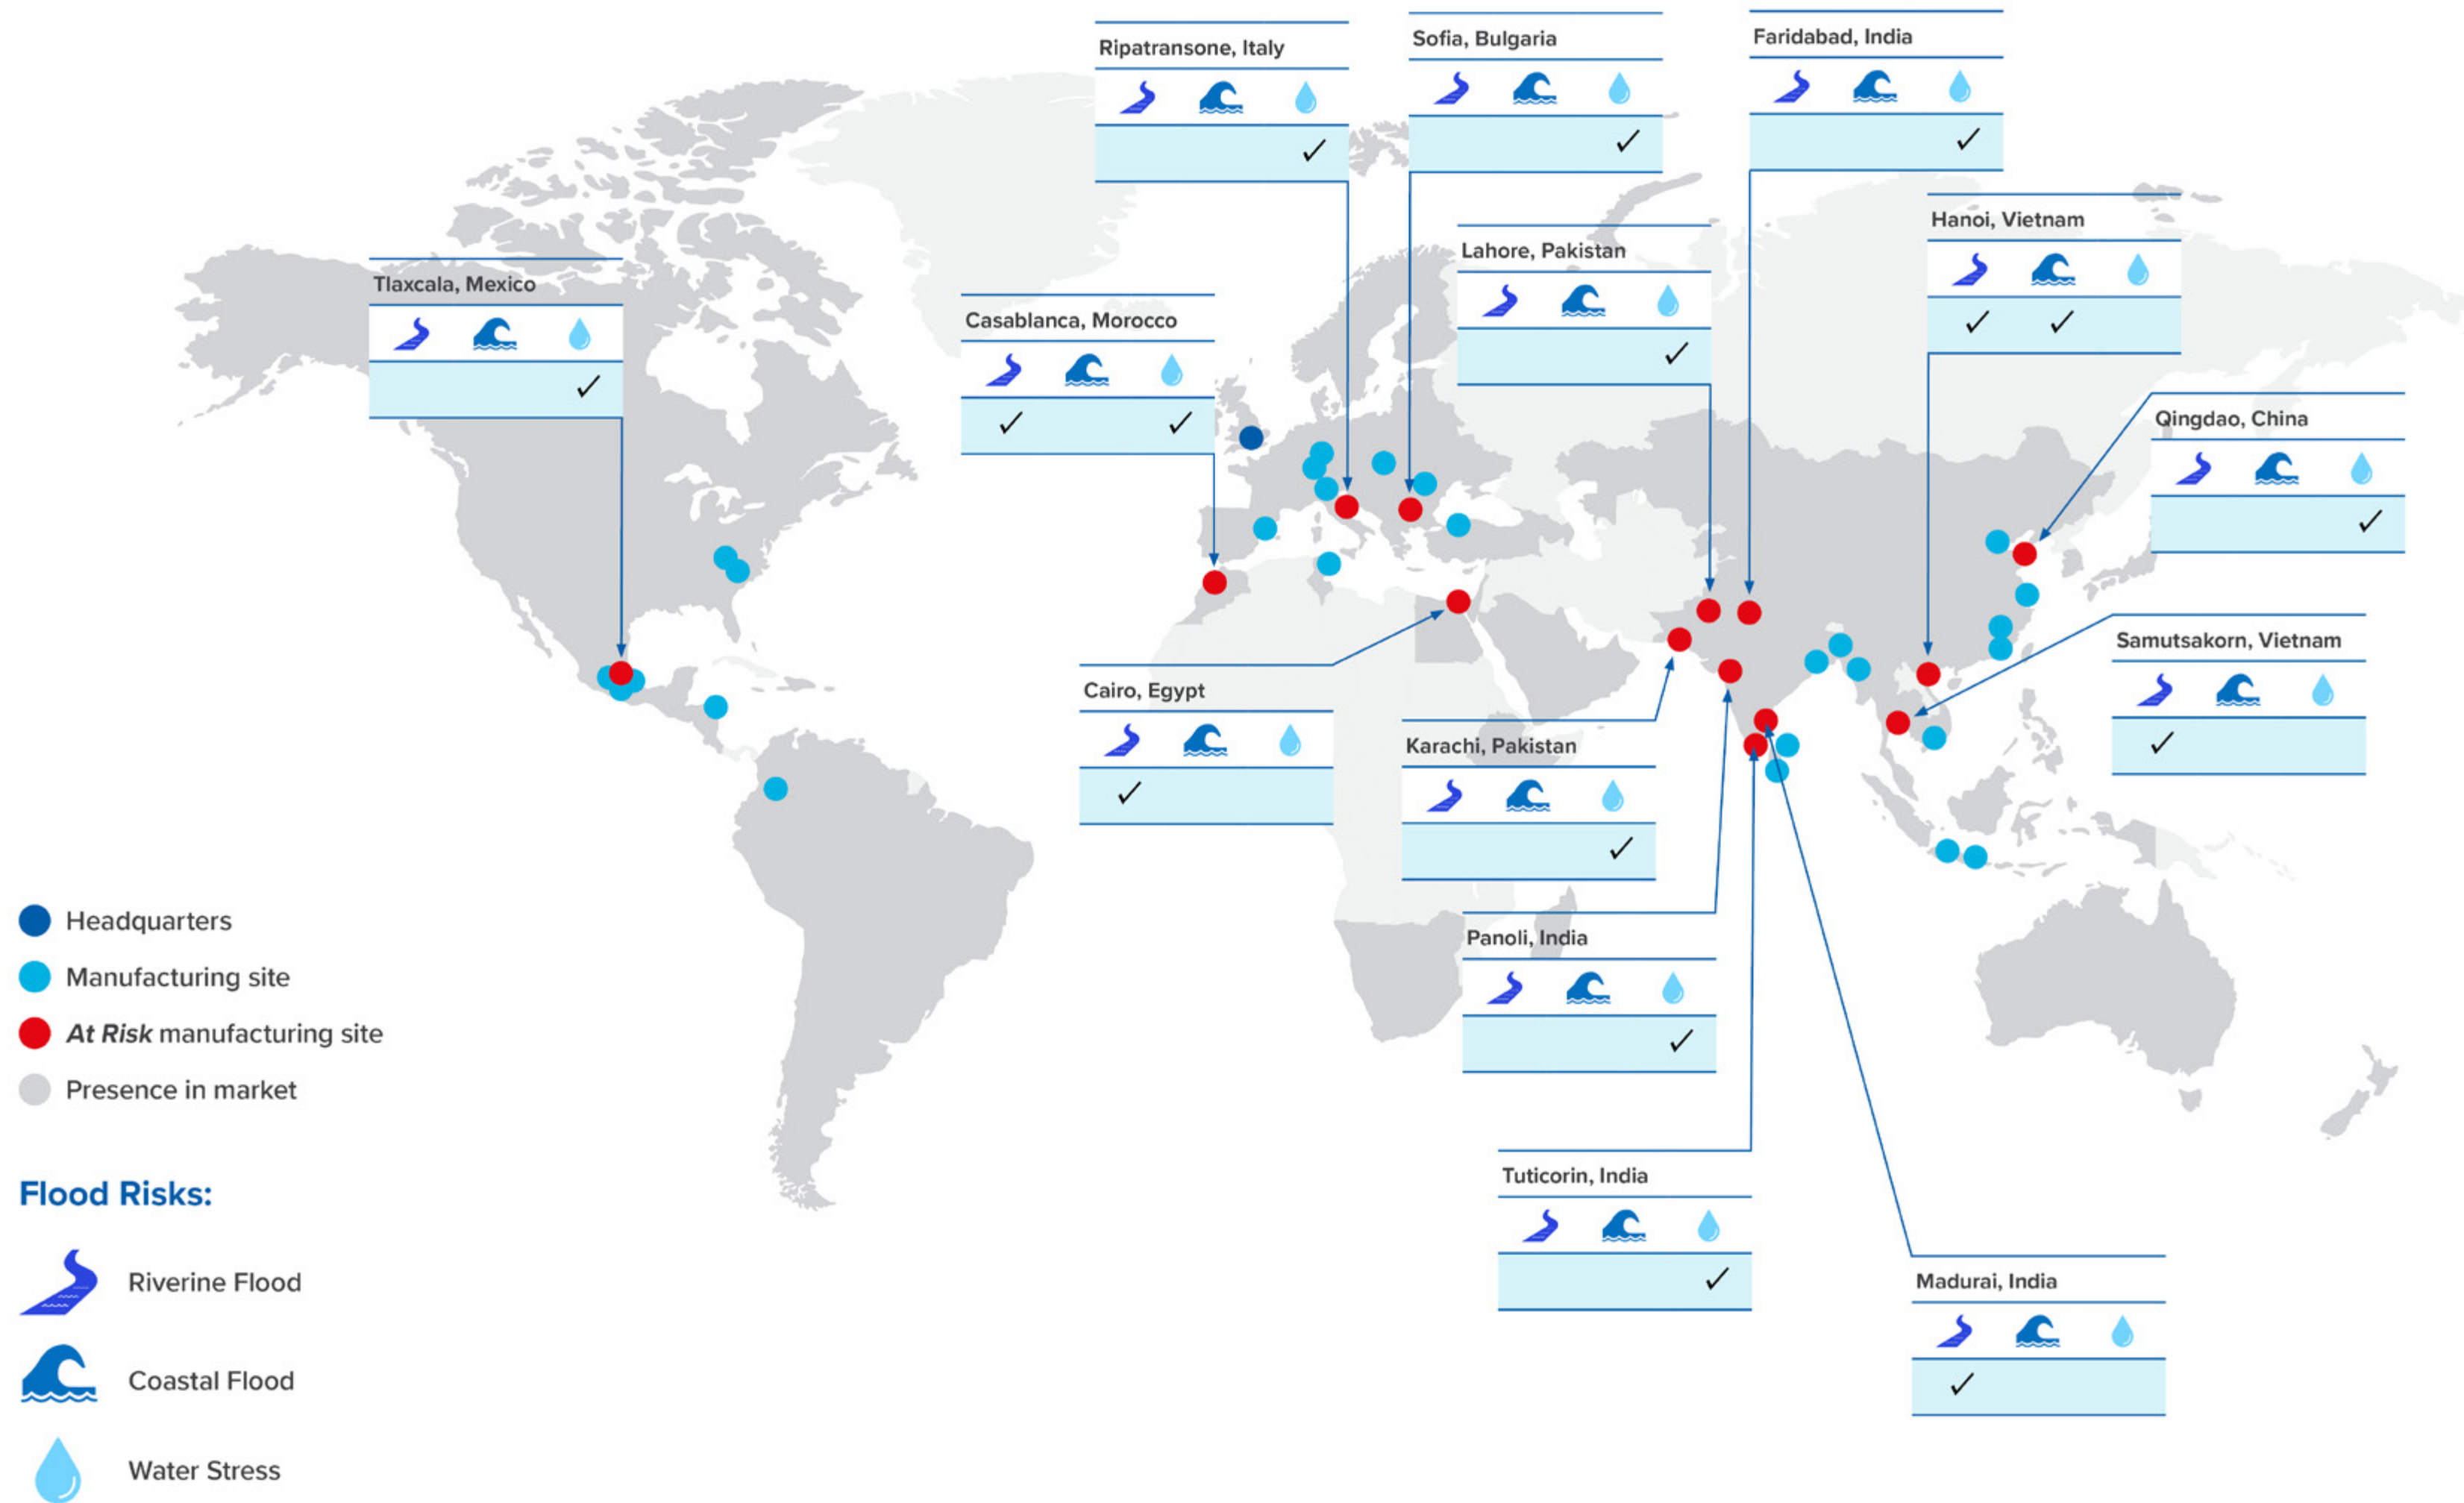 Ripatransone, Italy
✓
Sofia, Bulgaria
✓
Faridabad, India
✓
Hanoi, Vietnam
✓ ✓
Lahore, Pakistan
✓
Tlaxcala, Mexico
✓
Casablanca, Morocco
✓ ✓
Qingdao, China
✓
Samutsakorn, Vietnam
✓
Cairo, Egypt
✓
Karachi, Pakistan
✓
Panoli, India
✓
Tuticorin, India
✓
Madurai, India
✓
Headquarters
Manufacturing site
At Risk manufacturing site
Presence in market
Flood Risks:
Riverine Flood
Coastal Flood
Water Stress